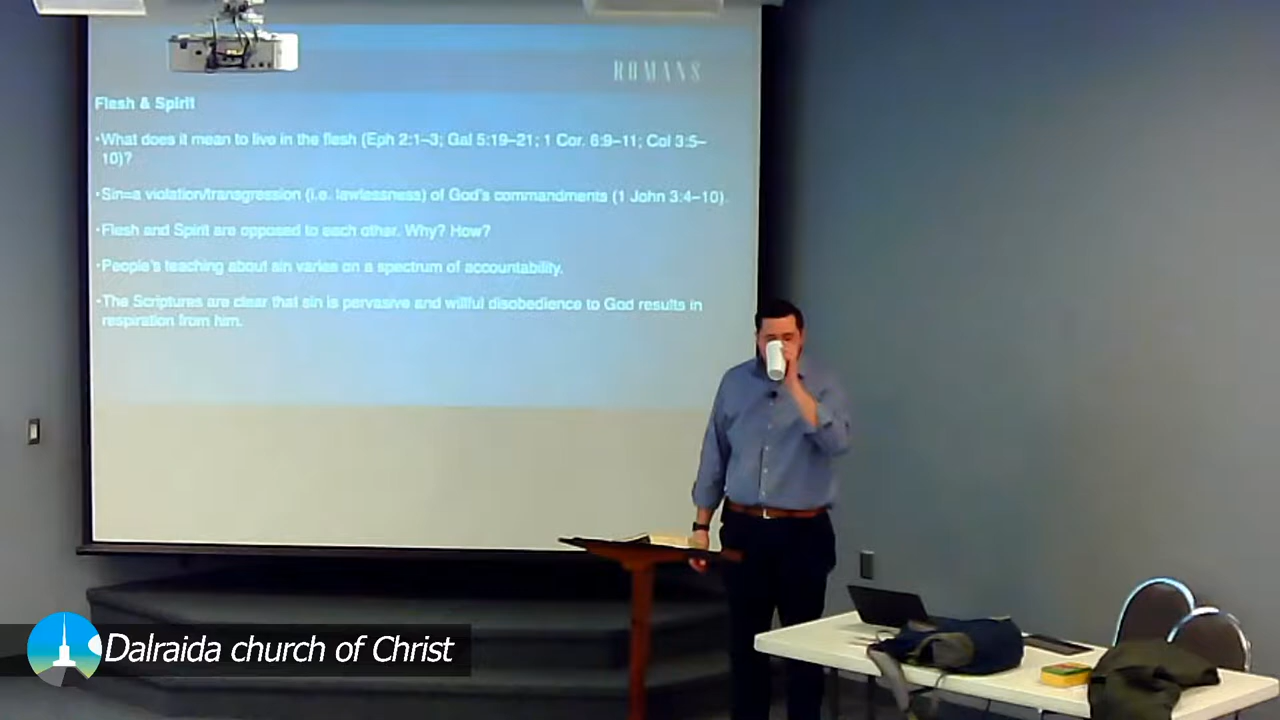 ROMANS
Flesh & Spirit
•What does it mean to live in the flesh (Eph 2:1–3; Gal 5:19–21; 1 Cor. 6:9–11; Col 3:5–
10)?
•Sin=a violation/transgression (i.e. lawlessness) of God's commandments (1 John 3:4–10).
•Flesh and Spirit are opposed to each other. Why? How?
•People's teaching about sin varies on a spectrum of accountability.
•The Scriptures are clear that sin is pervasive and willful disobedience to God results in
respiration from him.
Dalraida church of Christ